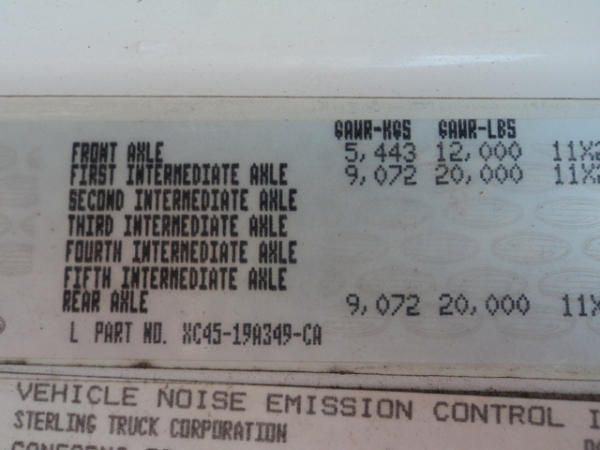 GAWR-KGS GAWR-LBS
FRONT AXLE 5,443 12,000
FIRST INTERMEDIATE AXLE 9,072 20,000
SECOND INTERMEDIATE AXLE
THIRD INTERMEDIATE AXLE
FOURTH INTERMEDIATE AXLE
FIFTH INTERMEDIATE AXLE
REAR AXLE 9,072 20,000
L PART NO. XC45-19A349-CA
VEHICLE NOISE EMISSION CONTROL
STERLING TRUCK CORPORATION